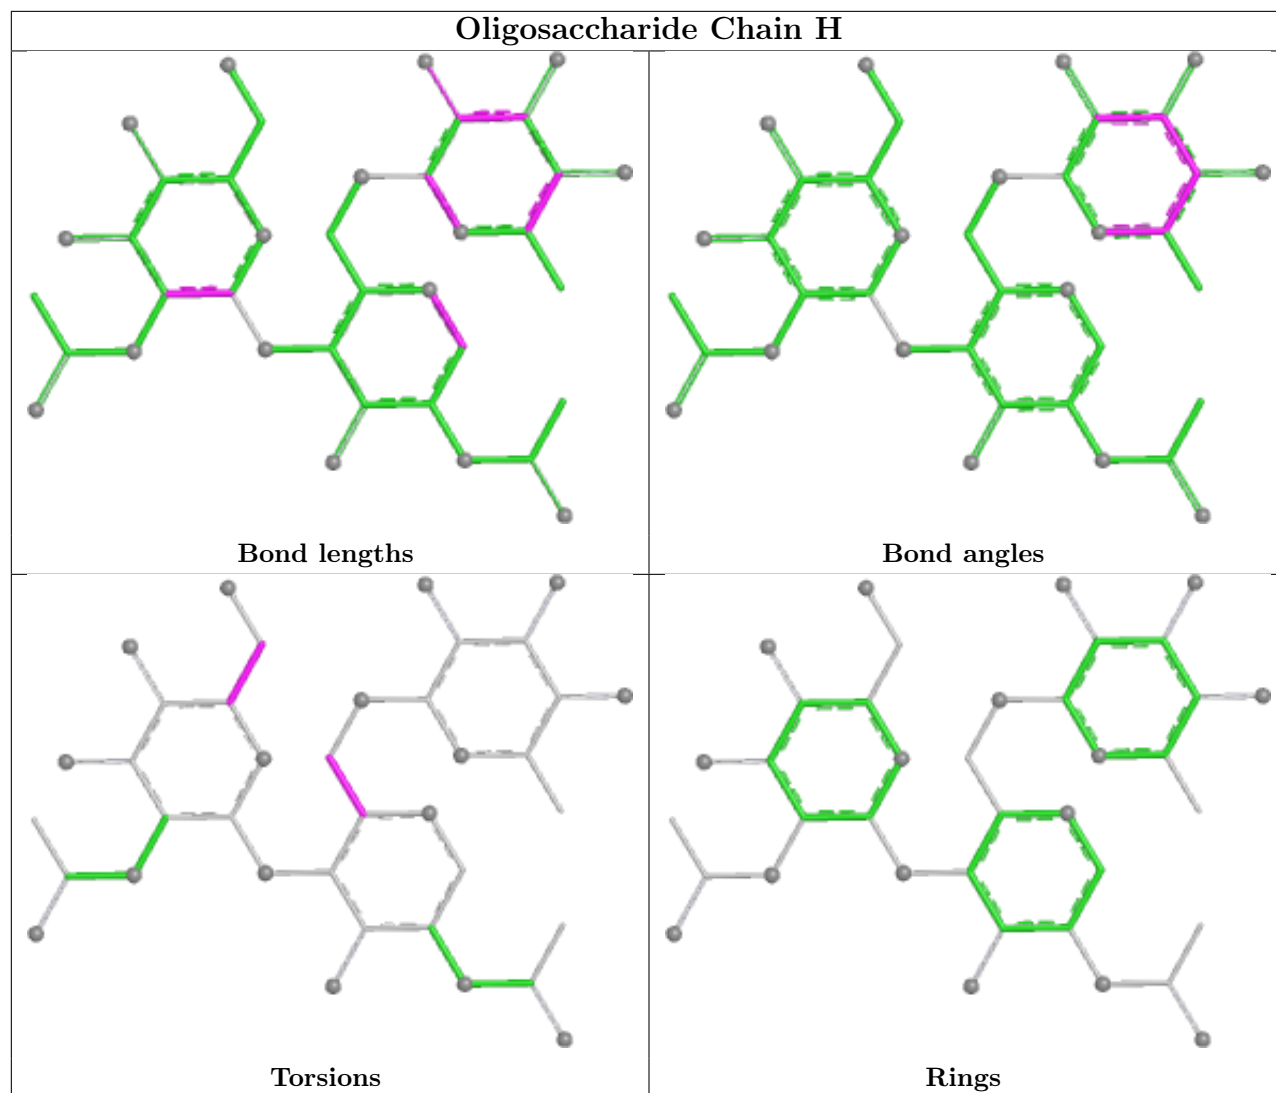 Oligosaccharide Chain H
Bond lengths
Bond angles
Torsions
Rings